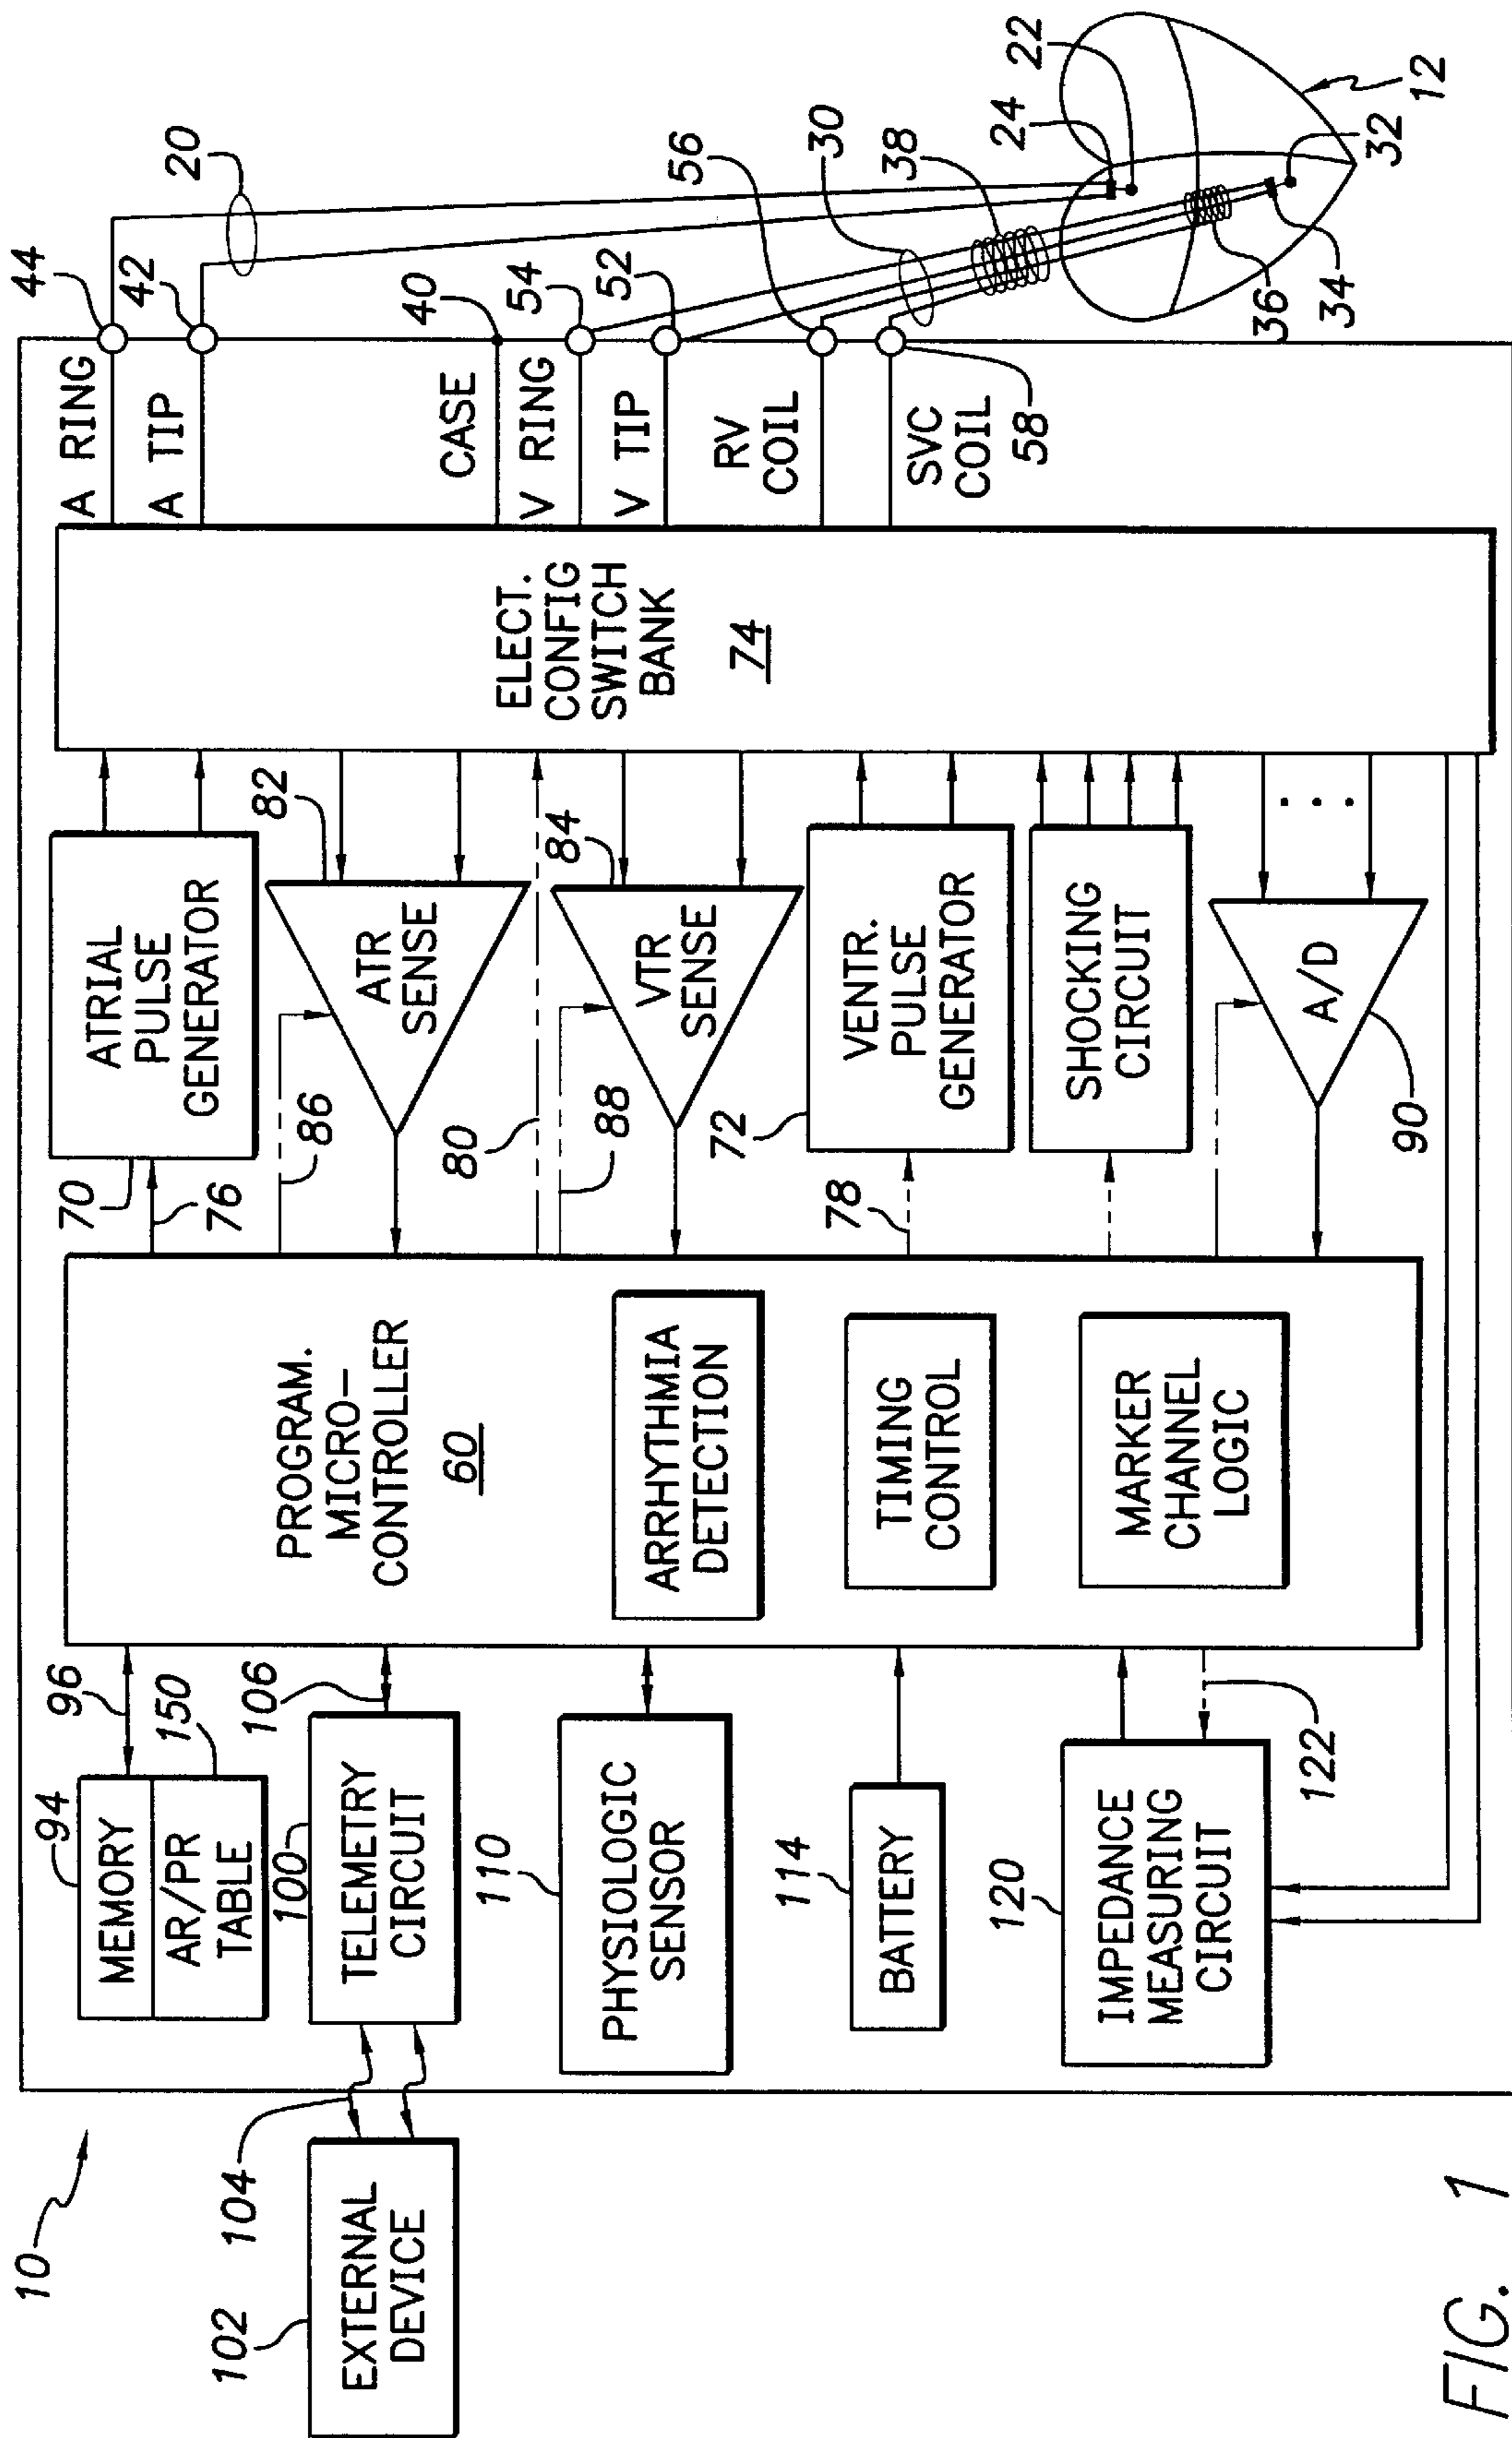 10
102
EXTERNAL
DEVICE
104
94
MEMORY
AR/PR
TABLE
96
150
100
TELEMETRY
CIRCUIT
106
110
PHYSIOLOGIC
SENSOR
114
BATTERY
120
IMPEDANCE
MEASURING
CIRCUIT
122
PROGRAM.
MICRO-
CONTROLLER
60
ARRHYTHMIA
DETECTION
TIMING
CONTROL
MARKER
CHANNEL
LOGIC
70
76
ATRIAL
PULSE
GENERATOR
86
ATR
SENSE
82
80
88
VTR
SENSE
84
72
78
VENTR.
PULSE
GENERATOR
SHOCKING
CIRCUIT
A/D
90
ELECT.
CONFIG
SWITCH
BANK
74
A RING
44
A TIP
42
CASE
40
V RING
54
V TIP
52
RV
COIL
56
SVC
COIL
58
20
30
38
24
22
36
34
32
12
FIG. 1